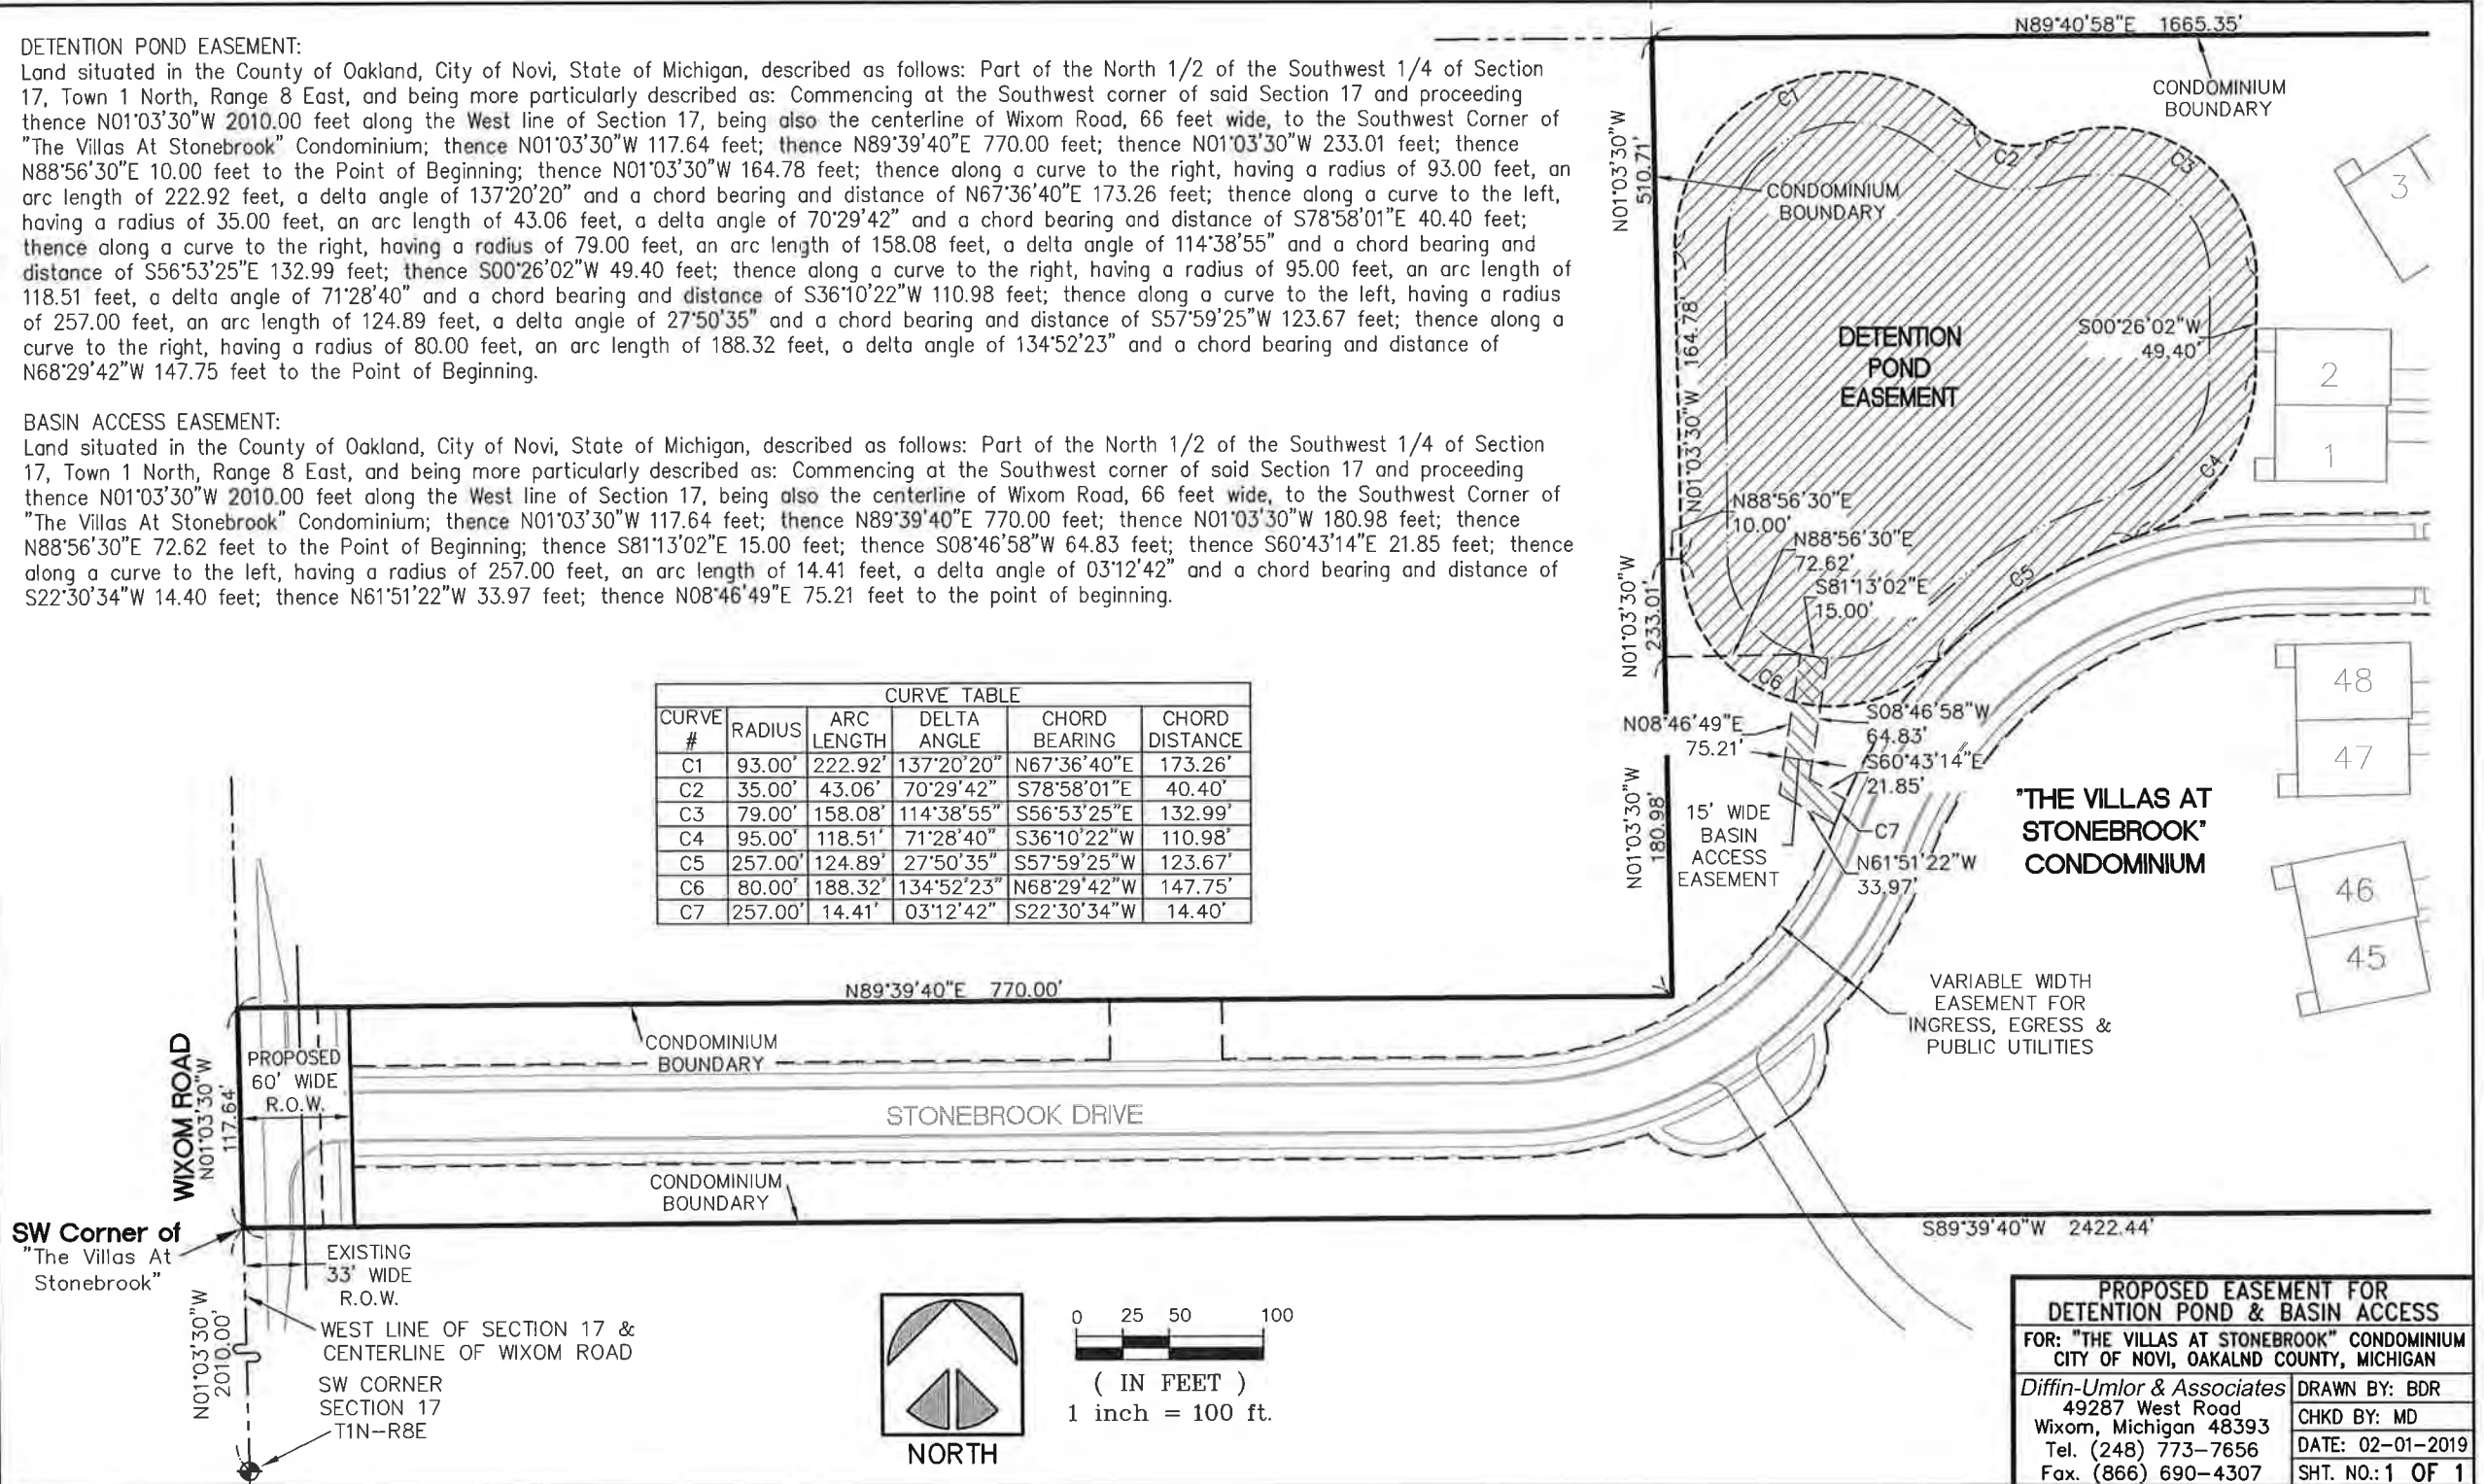 DETENTION POND EASEMENT:
Land situated in the County of Oakland, City of Novi, State of Michigan, described as follows: Part of the North 1/2 of the Southwest 1/4 of Section
17, Town 1 North, Range 8 East, and being more particularly described as: Commencing at the Southwest corner of said Section 17 and proceeding
thence N01°03'30"W 2010.00 feet along the West line of Section 17, being also the centerline of Wixom Road, 66 feet wide, to the Southwest Corner of
"The Villas At Stonebrook" Condominium; thence N01°03'30"W 117.64 feet; thence N89°39'40"E 770.00 feet; thence N01°03'30"W 233.01 feet; thence
N88°56'30"E 10.00 feet to the Point of Beginning; thence N01°03'30"W 164.78 feet; thence along a curve to the right, having a radius of 93.00 feet, an
arc length of 222.92 feet, a delta angle of 137°20'20" and a chord bearing and distance of N67°36'40"E 173.26 feet; thence along a curve to the left,
having a radius of 35.00 feet, an arc length of 43.06 feet, a delta angle of 70°29'42" and a chord bearing and distance of S78°58'01"E 40.40 feet;
thence along a curve to the right, having a radius of 79.00 feet, an arc length of 158.08 feet, a delta angle of 114°38'55" and a chord bearing and
distance of S56°53'25"E 132.99 feet; thence S00°26'02"W 49.40 feet; thence along a curve to the right, having a radius of 95.00 feet, an arc length of
118.51 feet, a delta angle of 71°28'40" and a chord bearing and distance of S36°10'22"W 110.98 feet; thence along a curve to the left, having a radius
of 257.00 feet, an arc length of 124.89 feet, a delta angle of 27°50'35" and a chord bearing and distance of S57°59'25"W 123.67 feet; thence along a
curve to the right, having a radius of 80.00 feet, an arc length of 188.32 feet, a delta angle of 134°52'23" and a chord bearing and distance of
N68°29'42"W 147.75 feet to the Point of Beginning.
BASIN ACCESS EASEMENT:
Land situated in the County of Oakland, City of Novi, State of Michigan, described as follows: Part of the North 1/2 of the Southwest 1/4 of Section
17, Town 1 North, Range 8 East, and being more particularly described as: Commencing at the Southwest corner of said Section 17 and proceeding
thence N01°03'30"W 2010.00 feet along the West line of Section 17, being also the centerline of Wixom Road, 66 feet wide, to the Southwest Corner of
"The Villas At Stonebrook" Condominium; thence N01°03'30"W 117.64 feet; thence N89°39'40"E 770.00 feet; thence N01°03'30"W 180.98 feet; thence
N88°56'30"E 72.62 feet to the Point of Beginning; thence S81°13'02"E 15.00 feet; thence S08°46'58"W 64.83 feet; thence S60°43'14"E 21.85 feet; thence
along a curve to the left, having a radius of 257.00 feet, an arc length of 14.41 feet, a delta angle of 03°12'42" and a chord bearing and distance of
S22°30'34"W 14.40 feet; thence N61°51'22"W 33.97 feet; thence N08°46'49"E 75.21 feet to the point of beginning.
CURVE TABLE
CURVE # RADIUS ARC LENGTH DELTA ANGLE CHORD BEARING CHORD DISTANCE
C1 93.00' 222.92' 137°20'20" N67°36'40"E 173.26'
C2 35.00' 43.06' 70°29'42" S78°58'01"E 40.40'
C3 79.00' 158.08' 114°38'55" S56°53'25"E 132.99'
C4 95.00' 118.51' 71°28'40" S36°10'22"W 110.98'
C5 257.00' 124.89' 27°50'35" S57°59'25"W 123.67'
C6 80.00' 188.32' 134°52'23" N68°29'42"W 147.75'
C7 257.00' 14.41' 03°12'42" S22°30'34"W 14.40'
N89°40'58"E 1665.35'
CONDOMINIUM
BOUNDARY
N01°03'30"W
510.71'
CONDOMINIUM
BOUNDARY
C1
C2
C3
3
N01°03'30"W 164.78'
DETENTION
POND
EASEMENT
S00°26'02"W
49.40'
2
1
C4
N88°56'30"E
10.00'
N88°56'30"E
72.62'
S81°13'02"E
15.00'
C5
N01°03'30"W
233.01'
C6
S08°46'58"W
64.83'
N08°46'49"E
75.21'
S60°43'14"E
21.85'
C7
N61°51'22"W
33.97'
15' WIDE
BASIN
ACCESS
EASEMENT
N01°03'30"W
180.98'
"THE VILLAS AT
STONEBROOK"
CONDOMINIUM
48
47
46
45
VARIABLE WIDTH
EASEMENT FOR
INGRESS, EGRESS &
PUBLIC UTILITIES
N89°39'40"E 770.00'
CONDOMINIUM
BOUNDARY
WIXOM ROAD
N01°03'30"W
117.64'
PROPOSED
60' WIDE
R.O.W.
STONEBROOK DRIVE
CONDOMINIUM
BOUNDARY
S89°39'40"W 2422.44'
SW Corner of
"The Villas At
Stonebrook"
EXISTING
33' WIDE
R.O.W.
N01°03'30"W
2010.00'
WEST LINE OF SECTION 17 &
CENTERLINE OF WIXOM ROAD
SW CORNER
SECTION 17
T1N-R8E
NORTH
0 25 50 100
( IN FEET )
1 inch = 100 ft.
PROPOSED EASEMENT FOR
DETENTION POND & BASIN ACCESS
FOR: "THE VILLAS AT STONEBROOK" CONDOMINIUM
CITY OF NOVI, OAKALND COUNTY, MICHIGAN
Diffin-Umlor & Associates
49287 West Road
Wixom, Michigan 48393
Tel. (248) 773-7656
Fax. (866) 690-4307
DRAWN BY: BDR
CHKD BY: MD
DATE: 02-01-2019
SHT. NO.: 1 OF 1